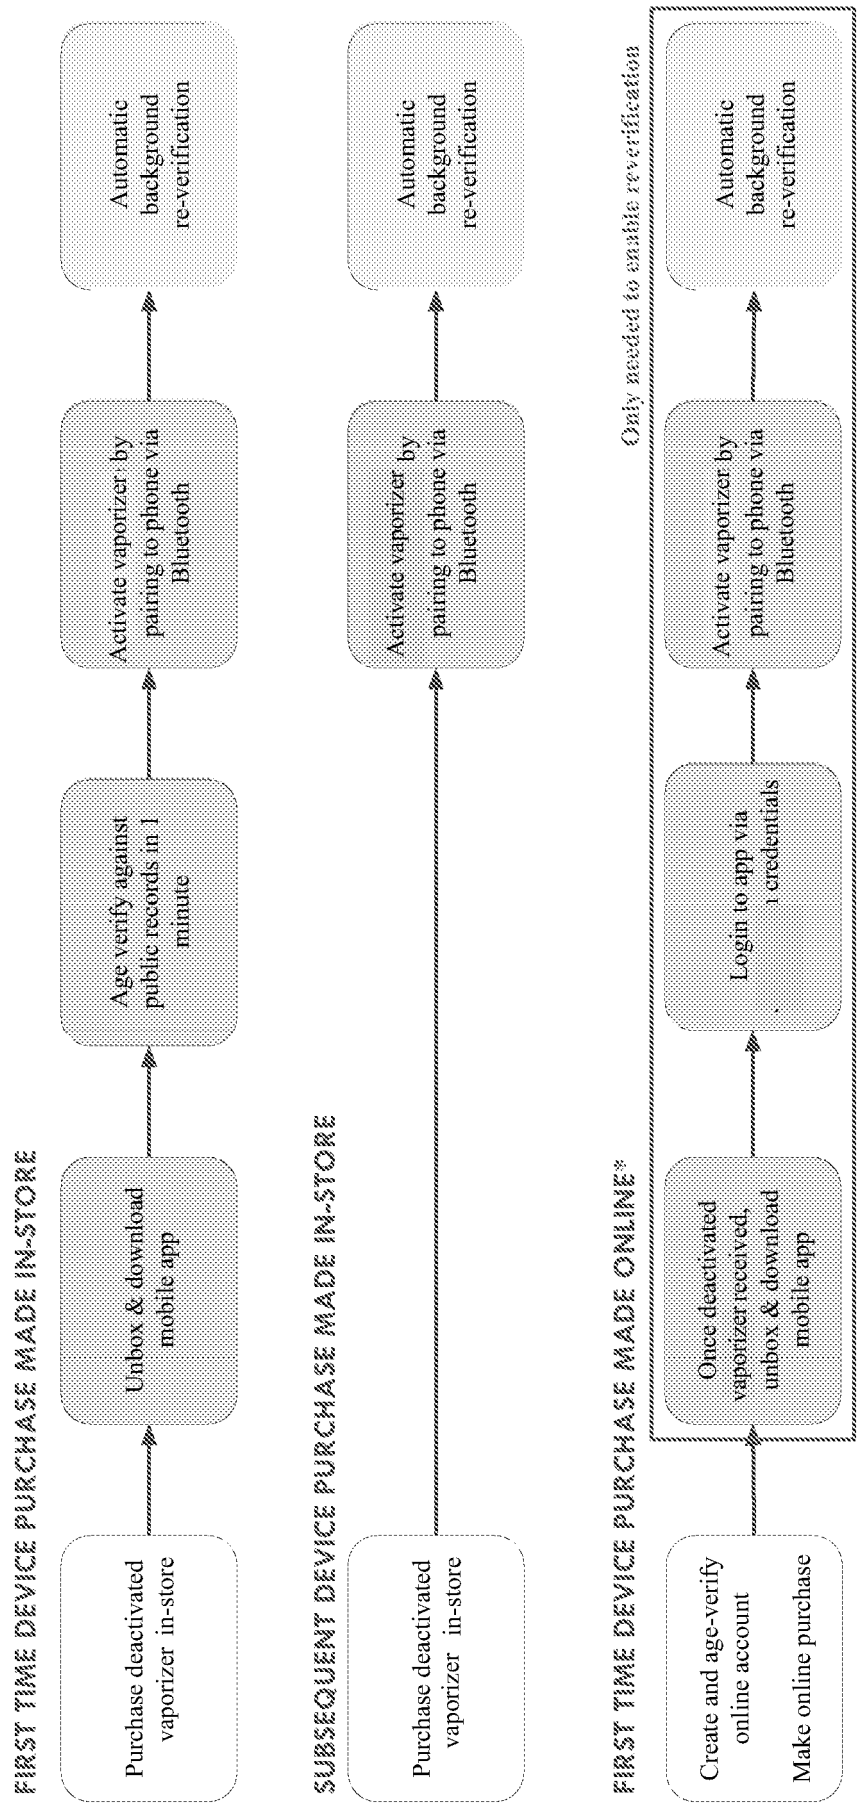 FIRST TIME DEVICE PURCHASE MADE IN-STORE
Purchase deactivated
vaporizer in-store
Unbox & download
mobile app
Age verify against
public records in 1
minute
Activate vaporizer by
pairing to phone via
Bluetooth
Automatic
background
re-verification
SUBSEQUENT DEVICE PURCHASE MADE IN-STORE
Purchase deactivated
vaporizer in-store
Activate vaporizer by
pairing to phone via
Bluetooth
Automatic
background
re-verification
FIRST TIME DEVICE PURCHASE MADE ONLINE*
Only needed to enable reverification
Create and age-verify
online account
Make online purchase
Once deactivated
vaporizer received,
unbox & download
mobile app
Login to app via
credentials
Activate vaporizer by
pairing to phone via
Bluetooth
Automatic
background
re-verification